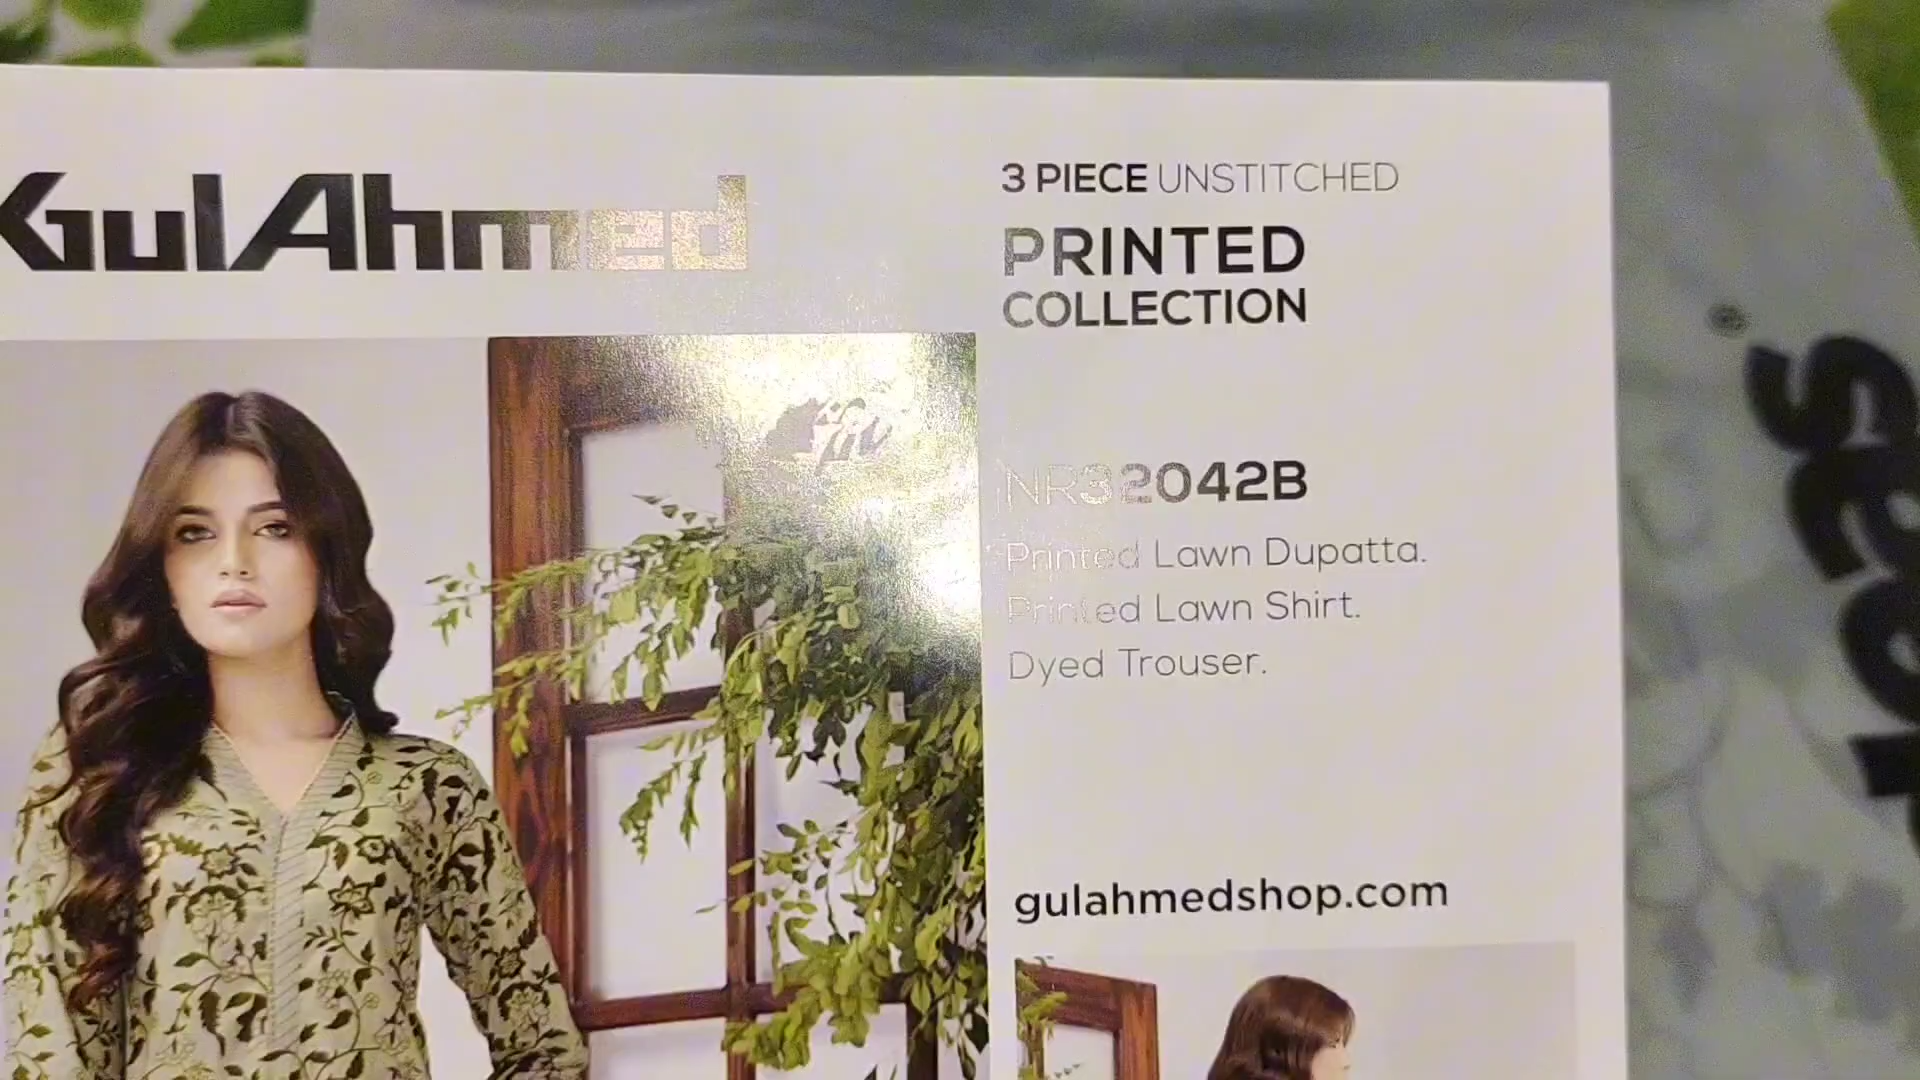 GulAhmed
3 PIECE UNSTITCHED
PRINTED
COLLECTION
NR32042B
Printed Lawn Dupatta.
Printed Lawn Shirt.
Dyed Trouser.
gulahmedshop.com